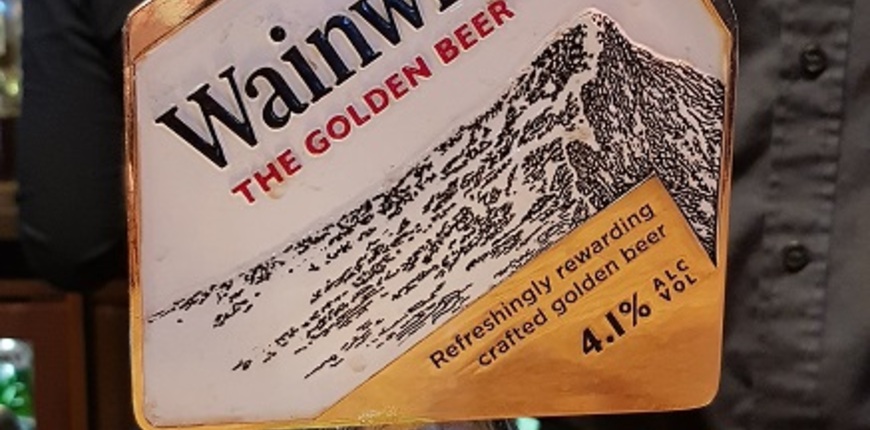 THE GOLDEN BEER
Refreshingly rewarding
crafted golden beer
4.1% ALC
VOL